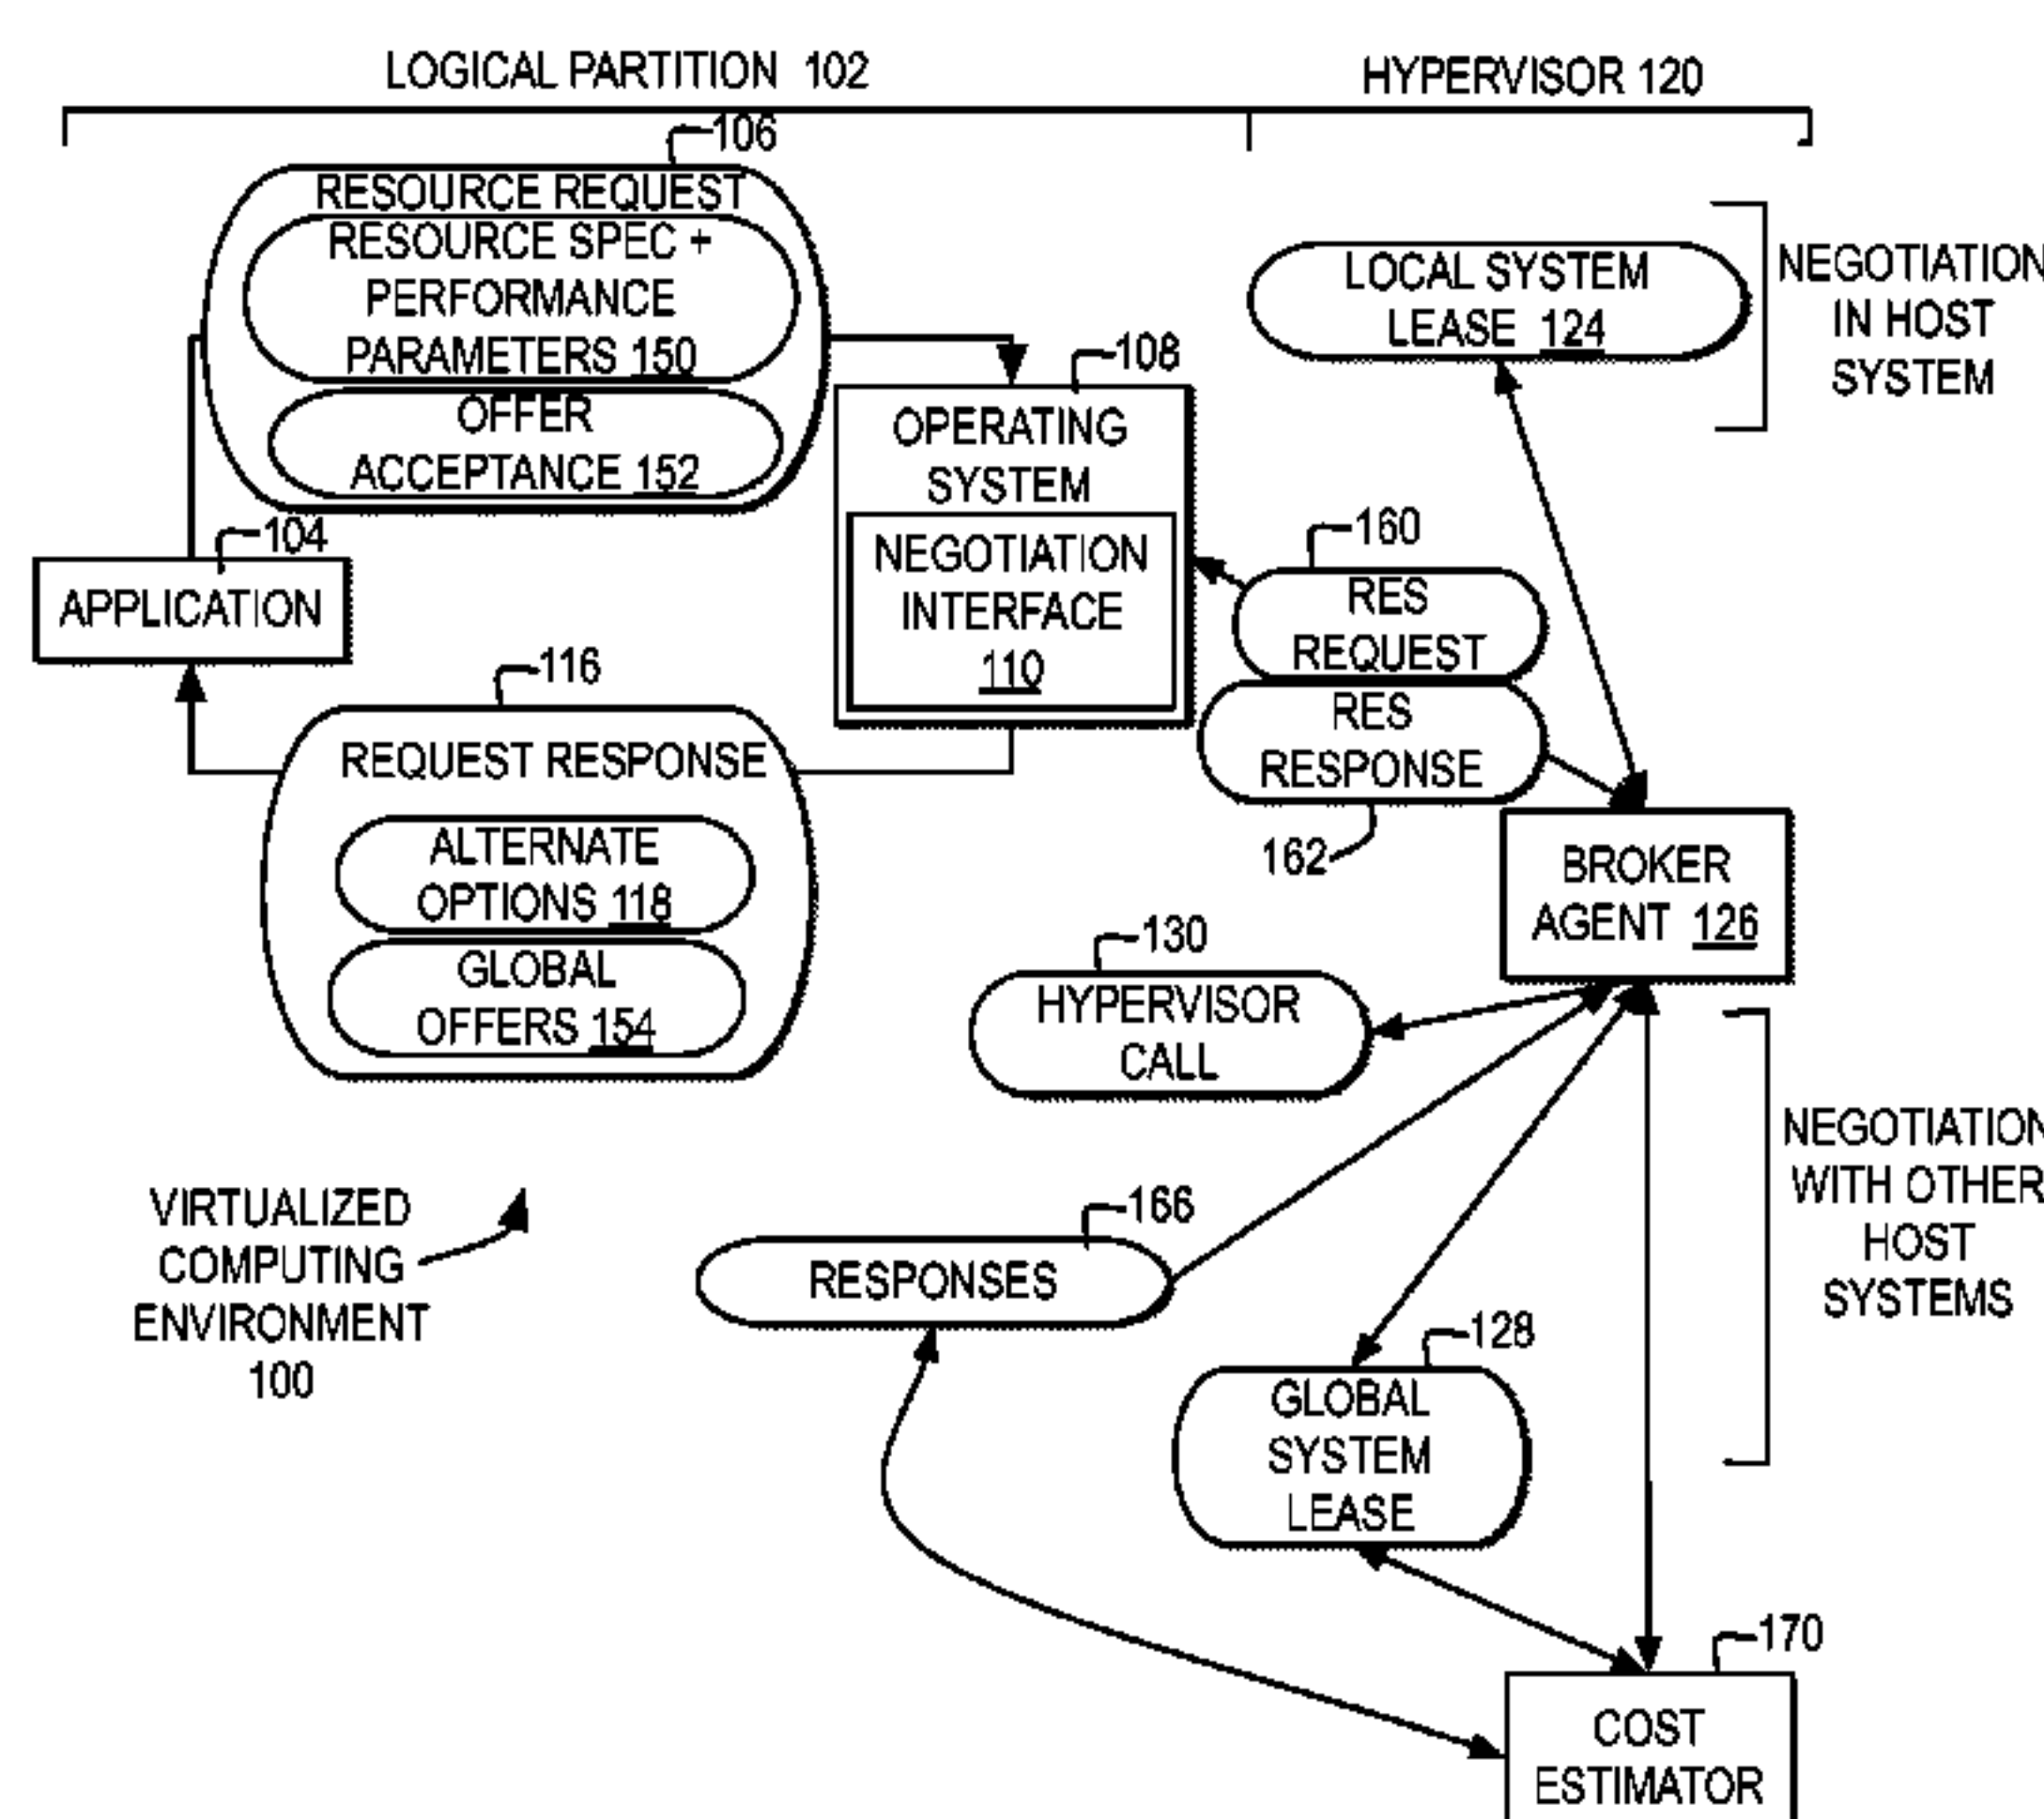 LOGICAL PARTITION 102
HYPERVISOR 120
106
RESOURCE REQUEST
RESOURCE SPEC +
PERFORMANCE
PARAMETERS 150
OFFER
ACCEPTANCE 152
LOCAL SYSTEM
LEASE 124
NEGOTIATION
IN HOST
SYSTEM
108
OPERATING
SYSTEM
NEGOTIATION
INTERFACE
110
104
APPLICATION
160
RES
REQUEST
RES
RESPONSE
162
116
REQUEST RESPONSE
ALTERNATE
OPTIONS 118
GLOBAL
OFFERS 154
BROKER
AGENT 126
130
HYPERVISOR
CALL
NEGOTIATION
WITH OTHER
HOST
SYSTEMS
VIRTUALIZED
COMPUTING
ENVIRONMENT
100
166
RESPONSES
128
GLOBAL
SYSTEM
LEASE
170
COST
ESTIMATOR